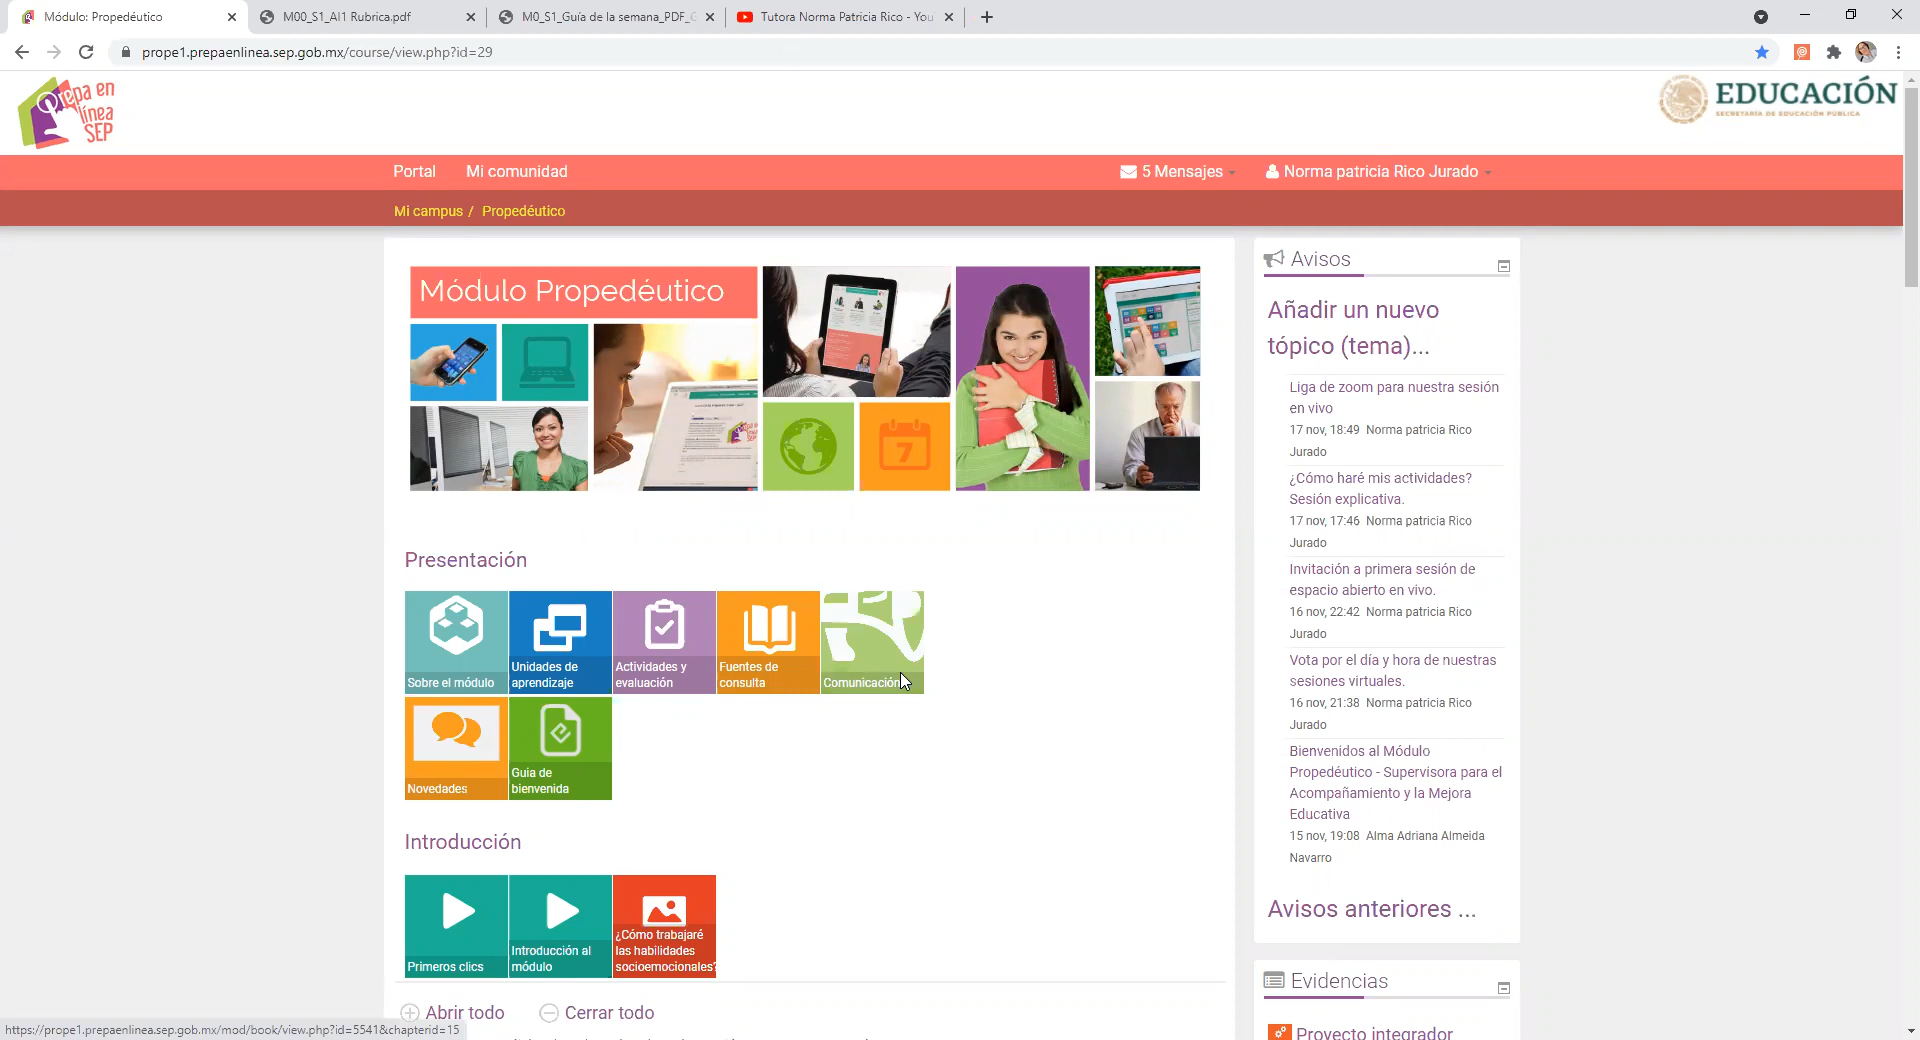 Módulo: Propedéutico
M00_S1_AI1 Rubrica.pdf
M0_S1_Guía de la semana_PDF_G
Tutora Norma Patricia Rico - You
prope1.prepaenlinea.sep.gob.mx/course/view.php?id=29
Prepa en
línea
SEP
EDUCACIÓN
SECRETARÍA DE EDUCACIÓN PÚBLICA
Portal
Mi comunidad
5 Mensajes
Norma patricia Rico Jurado
Mi campus / Propedéutico
Módulo Propedéutico
7
Presentación
Sobre el módulo
Unidades de
aprendizaje
Actividades y
evaluación
Fuentes de
consulta
Comunicación
Novedades
Guia de
bienvenida
Introducción
Primeros clics
Introducción al
módulo
¿Cómo trabajaré
las habilidades
socioemocionales?
Abrir todo
Cerrar todo
Avisos
Añadir un nuevo
tópico (tema)...
Liga de zoom para nuestra sesión
en vivo
17 nov, 18:49 Norma patricia Rico
Jurado
¿Cómo haré mis actividades?
Sesión explicativa.
17 nov, 17:46 Norma patricia Rico
Jurado
Invitación a primera sesión de
espacio abierto en vivo.
16 nov, 22:42 Norma patricia Rico
Jurado
Vota por el día y hora de nuestras
sesiones virtuales.
16 nov, 21:38 Norma patricia Rico
Jurado
Bienvenidos al Módulo
Propedéutico - Supervisora para el
Acompañamiento y la Mejora
Educativa
15 nov, 19:08 Alma Adriana Almeida
Navarro
Avisos anteriores ...
Evidencias
Proyecto integrador
https://prope1.prepaenlinea.sep.gob.mx/mod/book/view.php?id=5541&chapterid=15